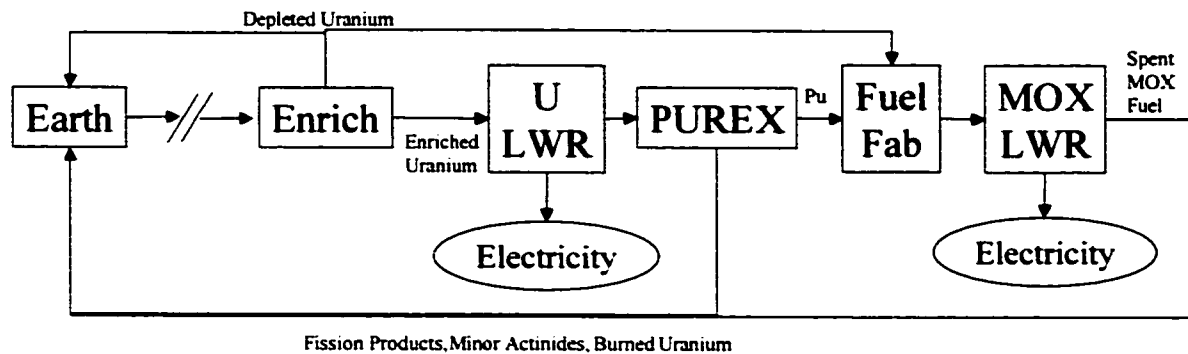 Depleted Uranium
Earth
Enrich
Enriched
Uranium
U
LWR
Electricity
PUREX
Pu
Fuel
Fab
MOX
LWR
Electricity
Spent
MOX
Fuel
Fission Products, Minor Actinides, Burned Uranium